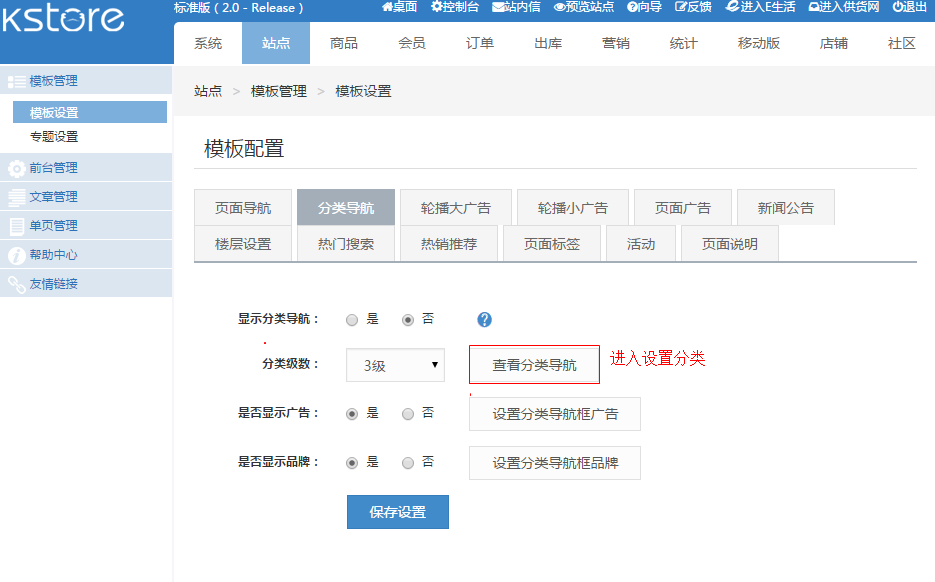 kstore
标准版 ( 2.0 - Release )
桌面 控制台 站内信 预览站点 向导 反馈 进入E生活 进入供货网 退出
系统 站点 商品 会员 订单 出库 营销 统计 移动版 店铺 社区
模板管理
模板设置
专题设置
前台管理
文章管理
单页管理
帮助中心
友情链接
站点 > 模板管理 > 模板设置
模板配置
页面导航 分类导航 轮播大广告 轮播小广告 页面广告 新闻公告
楼层设置 热门搜索 热销推荐 页面标签 活动 页面说明
显示分类导航： 是 否 ?
分类级数： 3级 查看分类导航 进入设置分类
是否显示广告： 是 否 设置分类导航框广告
是否显示品牌： 是 否 设置分类导航框品牌
保存设置